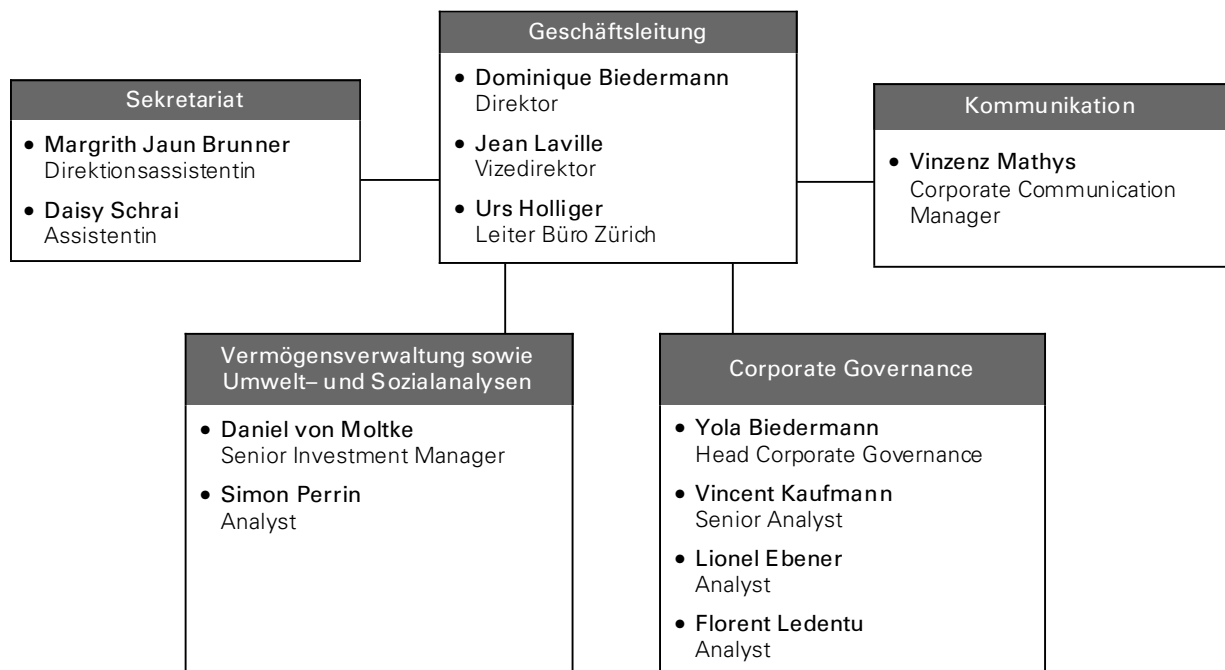 Geschäftsleitung
• Dominique Biedermann
Direktor
• Jean Laville
Vizedirektor
• Urs Holliger
Leiter Büro Zürich
Sekretariat
• Margrith Jaun Brunner
Direktionsassistentin
• Daisy Schrai
Assistentin
Kommunikation
• Vinzenz Mathys
Corporate Communication
Manager
Vermögensverwaltung sowie
Umwelt– und Sozialanalysen
• Daniel von Moltke
Senior Investment Manager
• Simon Perrin
Analyst
Corporate Governance
• Yola Biedermann
Head Corporate Governance
• Vincent Kaufmann
Senior Analyst
• Lionel Ebener
Analyst
• Florent Ledentu
Analyst